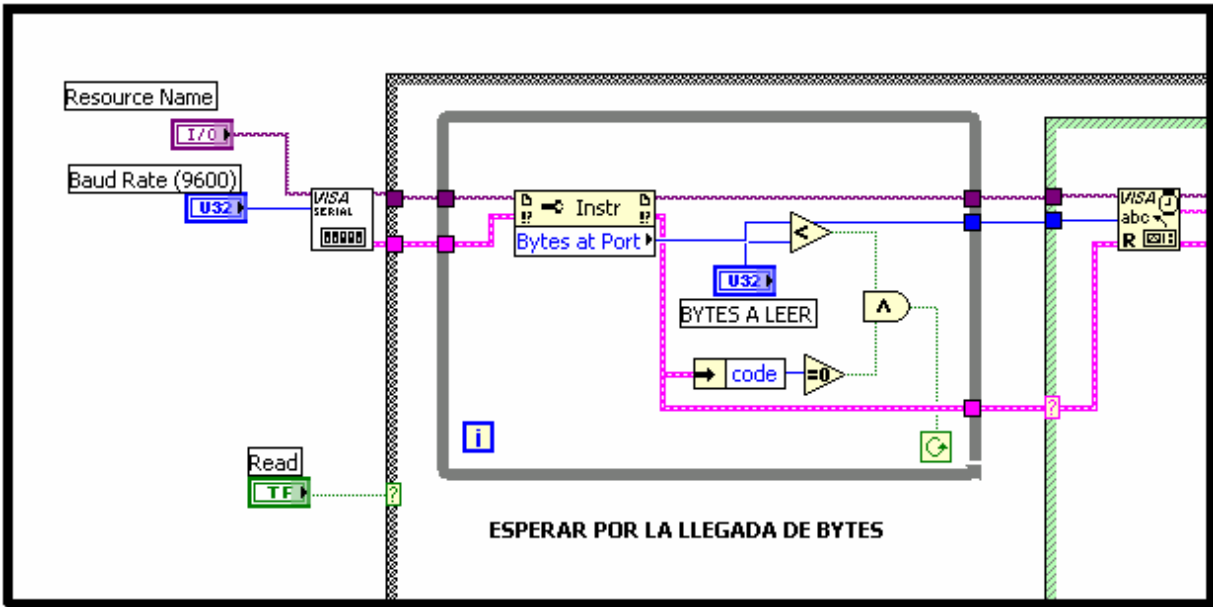 Resource Name
I/O
Baud Rate (9600)
U32
VISA
SERIAL
Instr
Bytes at Port
<
U32
BYTES A LEER
code
=0
i
Read
TF
?
?
VISA
abc
R
ESPERAR POR LA LLEGADA DE BYTES